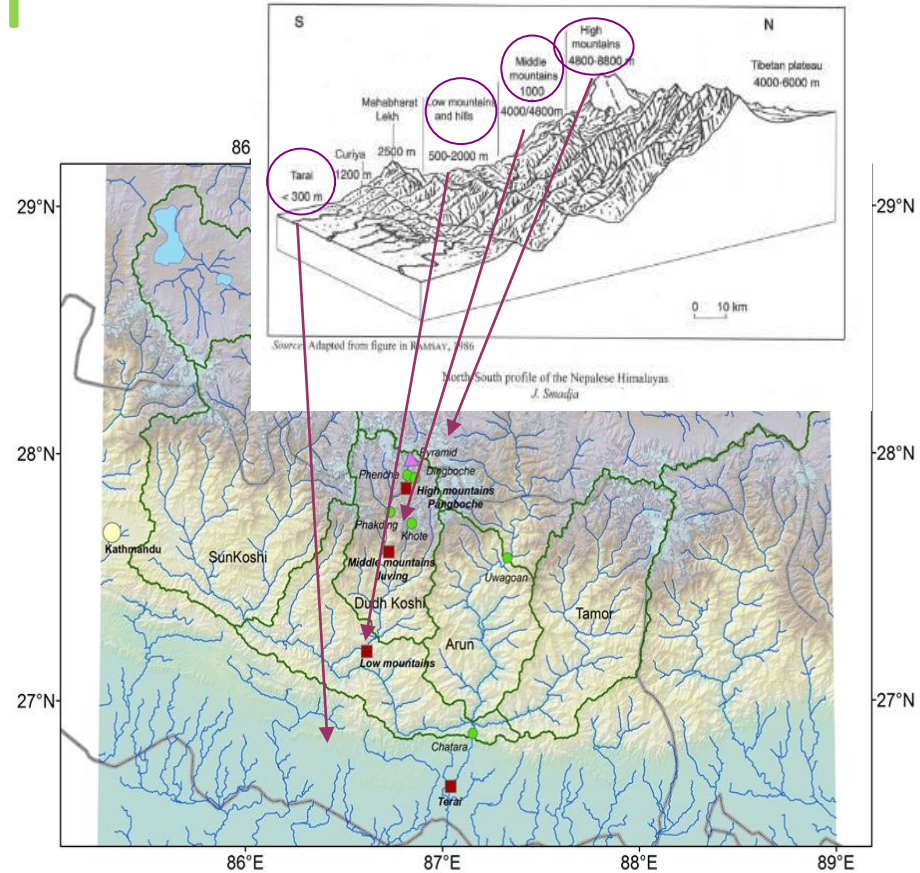 S
N
High
mountains
4800-8800 m
Middle
mountains
1000
4000/4800m
Tibetan plateau
4000-6000 m
Mahabharat
Lekh
2500 m
Low mountains
and hills
500-2000 m
Curiya
1200 m
Tarai
< 300 m
0 10 km
Source: Adapted from figure in RAMSAY, 1986
North/South profile of the Nepalese Himalayas
J. Smadja
86
29°N
29°N
28°N
28°N
27°N
27°N
Pyramid
Pheriche
Dingboche
High mountains
Pangboche
Phakding
Khote
Kathmandu
SunKoshi
Middle mountains
Juving
Uwagoan
Dudh Koshi
Tamor
Arun
Low mountains
Chatara
Terai
86°E
87°E
88°E
89°E